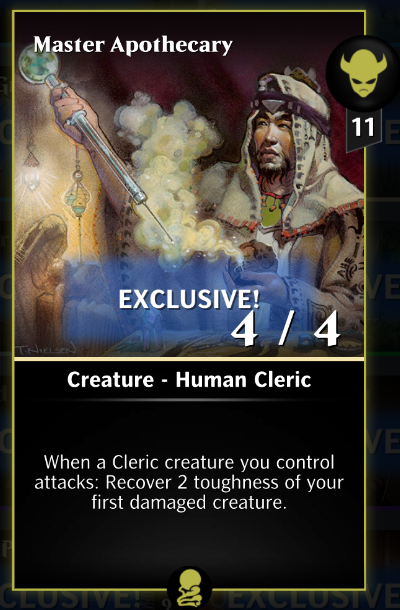 Master Apothecary
11
EXCLUSIVE!
4 / 4
T. NIELSEN
Creature - Human Cleric
When a Cleric creature you control
attacks: Recover 2 toughness of your
first damaged creature.